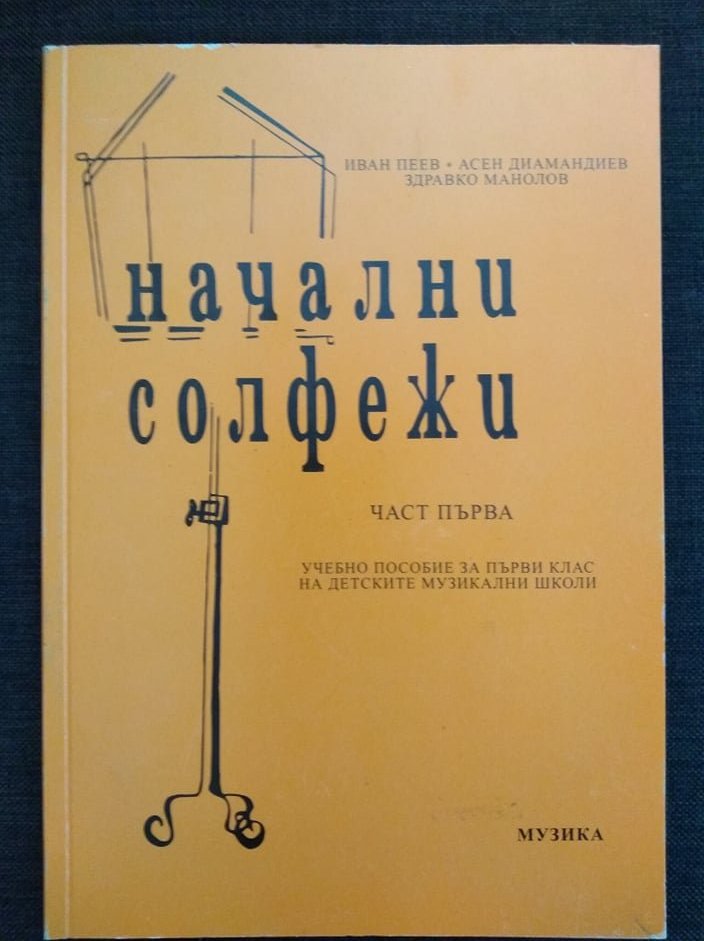 ИВАН ПЕЕВ • АСЕН ДИАМАНДИЕВ
ЗДРАВКО МАНОЛОВ
начални
солфежи
ЧАСТ ПЪРВА
УЧЕБНО ПОСОБИЕ ЗА ПЪРВИ КЛАС
НА ДЕТСКИТЕ МУЗИКАЛНИ ШКОЛИ
МУЗИКА